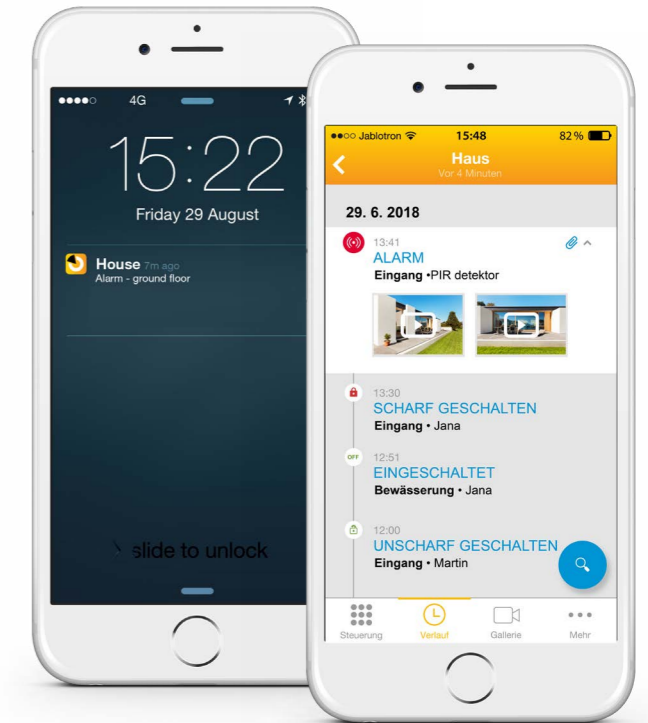 4G
15:22
Friday 29 August
House 7m ago
Alarm - ground floor
slide to unlock
Jablotron 15:48 82 %
Haus
Vor 4 Minuten
29. 6. 2018
13:41
ALARM
Eingang •PIR detektor
13:30
SCHARF GESCHALTEN
Eingang • Jana
OFF 12:51
EINGESCHALTET
Bewässerung • Jana
12:00
UNSCHARF GESCHALTEN
Eingang • Martin
Steuerung Verlauf Gallerie Mehr